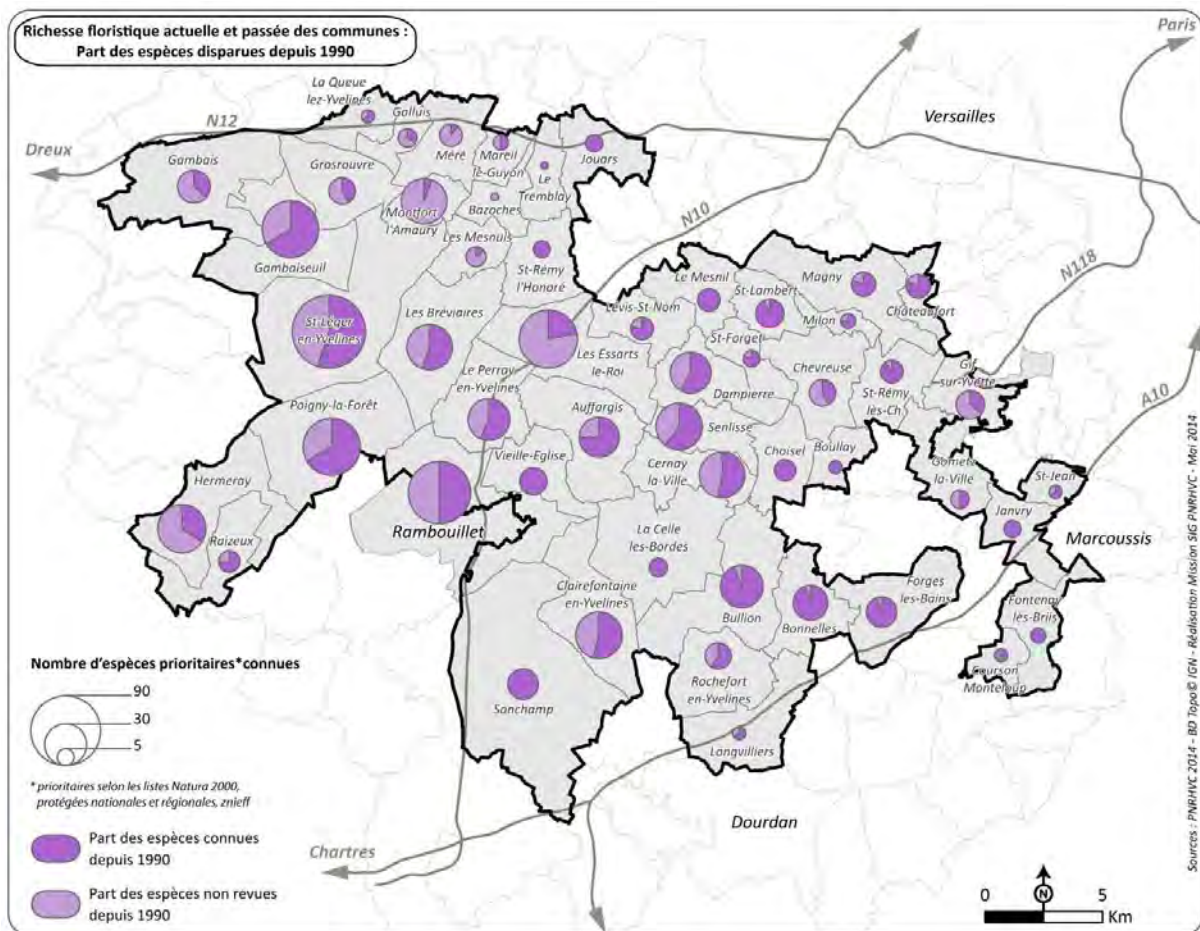 Richesse floristique actuelle et passée des communes :
Part des espèces disparues depuis 1990
Paris
La Queue
lez-Yvelines
Galluis
N12
Versailles
Dreux
Gambais
Grosrouvre
Méré
Mareil
le-Guyon
Jouars
Le
Tremblay
Bazoches
Montfort
l'Amaury
N10
Les Mesnuls
St-Rémy
l'Honoré
Gambaiseuil
N118
Le Mesnil
Magny
St-Lambert
Châteaufort
St-Léger
en-Yvelines
Les Bréviaires
Lévis-St-Nom
Milon
St-Forget
Les Essarts
le-Roi
Le Perray
en-Yvelines
Dampierre
Chevreuse
St-Rémy
lès-Ch
Gif
sur-Yvette
A10
Poigny-la-Forêt
Auffargis
Senlisse
Vieille-Eglise
Cernay
la-Ville
Choisel
Boullay
Hermeray
Gometz
la-Ville
St-Jean
Rambouillet
Janvry
Raizeux
Marcoussis
La Celle
les-Bordes
Clairefontaine
en-Yvelines
Bullion
Bonnelles
Forges
les-Bains
Fontenay
lès-Briis
Courson
Monteloup
Rochefort
en-Yvelines
Sonchamp
Longvilliers
Dourdan
Chartres
Nombre d'espèces prioritaires*connues
90
30
5
* prioritaires selon les listes Natura 2000,
protégées nationales et régionales, znieff
Part des espèces connues
depuis 1990
Part des espèces non revues
depuis 1990
N
0 5
Km
Sources : PNRHVC 2014 - BD Topo© IGN - Réalisation Mission SIG PNRHVC - Mai 2014